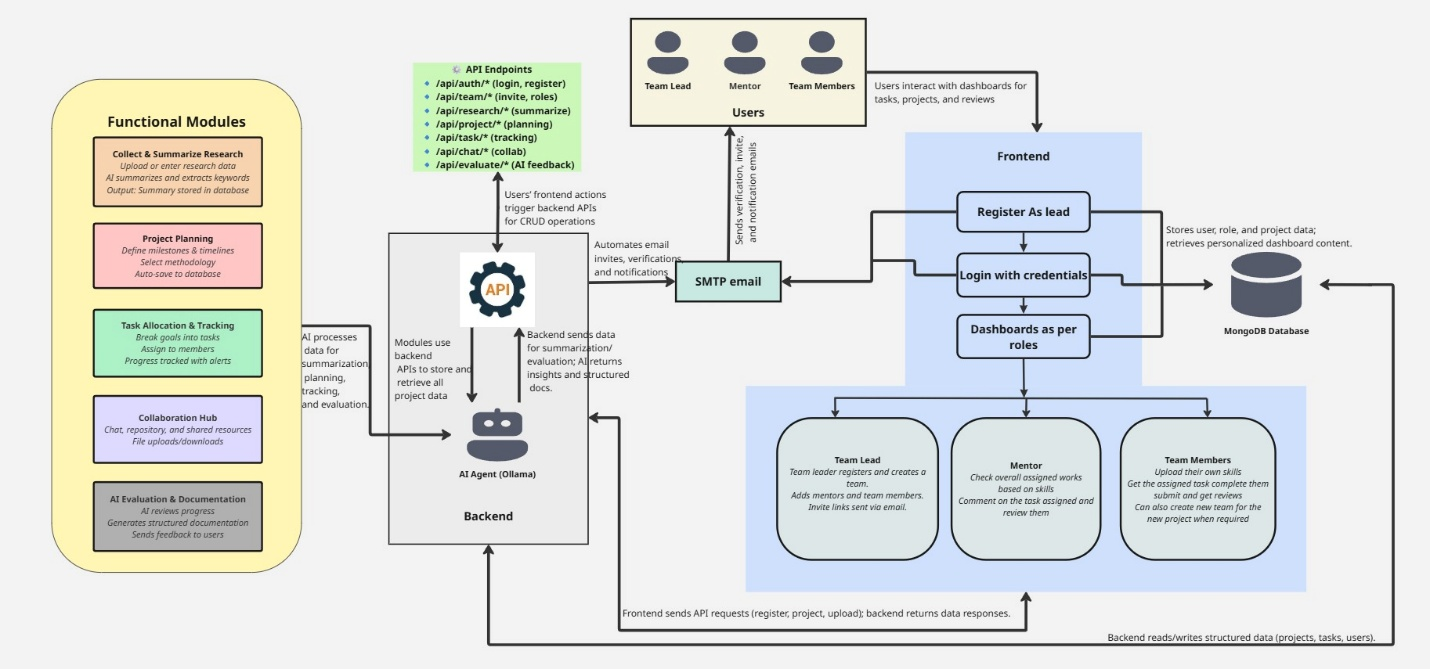 Functional Modules
Collect & Summarize Research
Upload or enter research data
AI summarizes and extracts keywords
Output: Summary stored in database
Project Planning
Define milestones & timelines
Select methodology
Auto-save to database
Task Allocation & Tracking
Break goals into tasks
Assign to members
Progress tracked with alerts
Collaboration Hub
Chat, repository, and shared resources
File uploads/downloads
AI Evaluation & Documentation
AI reviews progress
Generates structured documentation
Sends feedback to users
AI processes
data for
summarization,
planning,
tracking,
and evaluation.
API Endpoints
/api/auth/* (login, register)
/api/team/* (invite, roles)
/api/research/* (summarize)
/api/project/* (planning)
/api/task/* (tracking)
/api/chat/* (collab)
/api/evaluate/* (AI feedback)
Users' frontend actions
trigger backend APIs
for CRUD operations
API
Modules use
backend
APIs to store and
retrieve all
project data
Backend sends data
for summarization/
evaluation; AI returns
insights and structured
docs.
AI Agent (Ollama)
Backend
Automates email
invites, verifications,
and notifications
SMTP email
Sends verification, invite,
and notification emails
Team Lead
Mentor
Team Members
Users
Users interact with dashboards for
tasks, projects, and reviews
Frontend
Register As lead
Login with credentials
Dashboards as per
roles
Stores user, role, and project data;
retrieves personalized dashboard content.
MongoDB Database
Team Lead
Team leader registers and creates a
team.
Adds mentors and team members.
Invite links sent via email.
Mentor
Check overall assigned works
based on skills
Comment on the task assigned and
review them
Team Members
Upload their own skills
Get the assigned task complete them
submit and get reviews
Can also create new team for the
new project when required
Frontend sends API requests (register, project, upload); backend returns data responses.
Backend reads/writes structured data (projects, tasks, users).